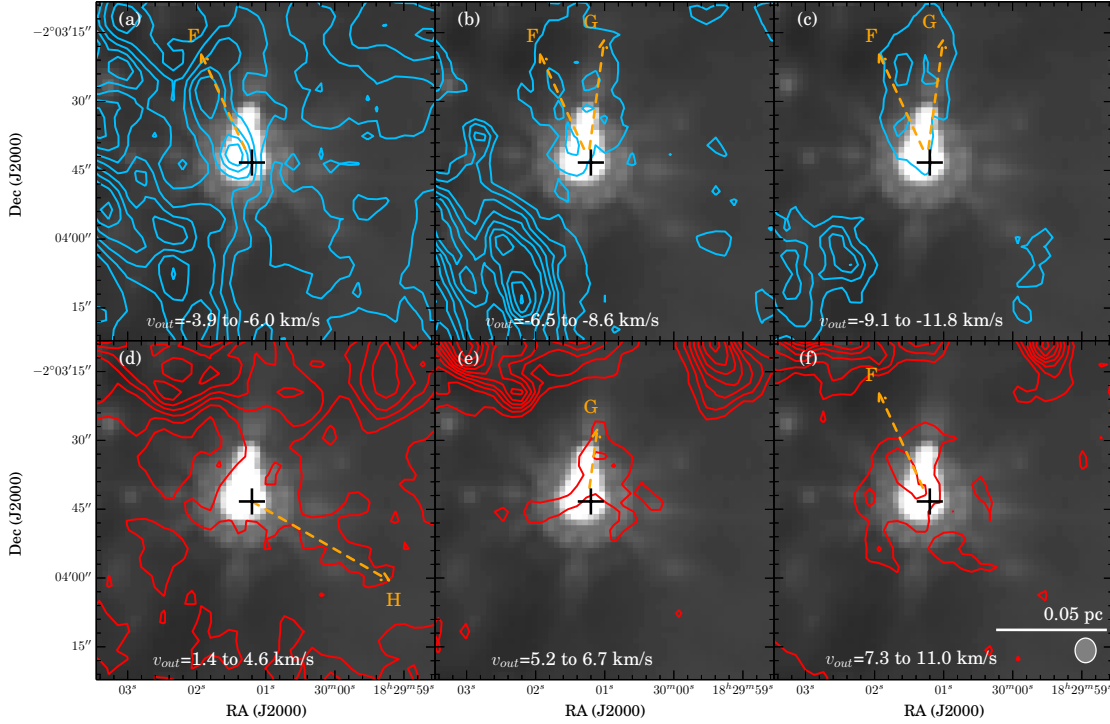 (a)
(b)
(c)
F
F
G
F
G
−2°03′15″
30″
45″
04′00″
15″
Dec (J2000)
v_out=-3.9 to -6.0 km/s
v_out=-6.5 to -8.6 km/s
v_out=-9.1 to -11.8 km/s
(d)
(e)
(f)
G
F
H
−2°03′15″
30″
45″
04′00″
15″
Dec (J2000)
0.05 pc
v_out=1.4 to 4.6 km/s
v_out=5.2 to 6.7 km/s
v_out=7.3 to 11.0 km/s
03ˢ 02ˢ 01ˢ 30ᵐ00ˢ 18ʰ29ᵐ59ˢ
03ˢ 02ˢ 01ˢ 30ᵐ00ˢ 18ʰ29ᵐ59ˢ
03ˢ 02ˢ 01ˢ 30ᵐ00ˢ 18ʰ29ᵐ59ˢ
RA (J2000)
RA (J2000)
RA (J2000)